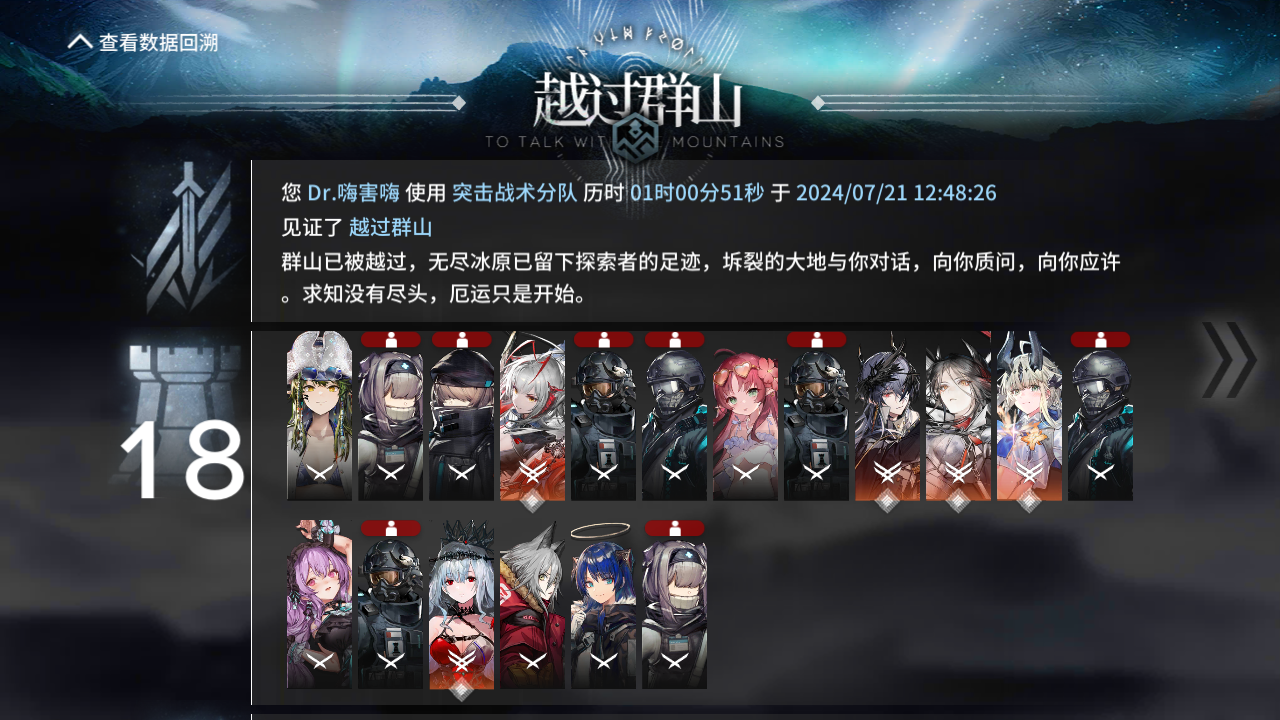 查看数据回溯
越过群山
TO TALK WIT MOUNTAINS
您 Dr.嗨害嗨 使用 突击战术分队 历时 01时00分51秒 于 2024/07/21 12:48:26
见证了 越过群山
群山已被越过，无尽冰原已留下探索者的足迹，坼裂的大地与你对话，向你质问，向你应许
。求知没有尽头，厄运只是开始。
18